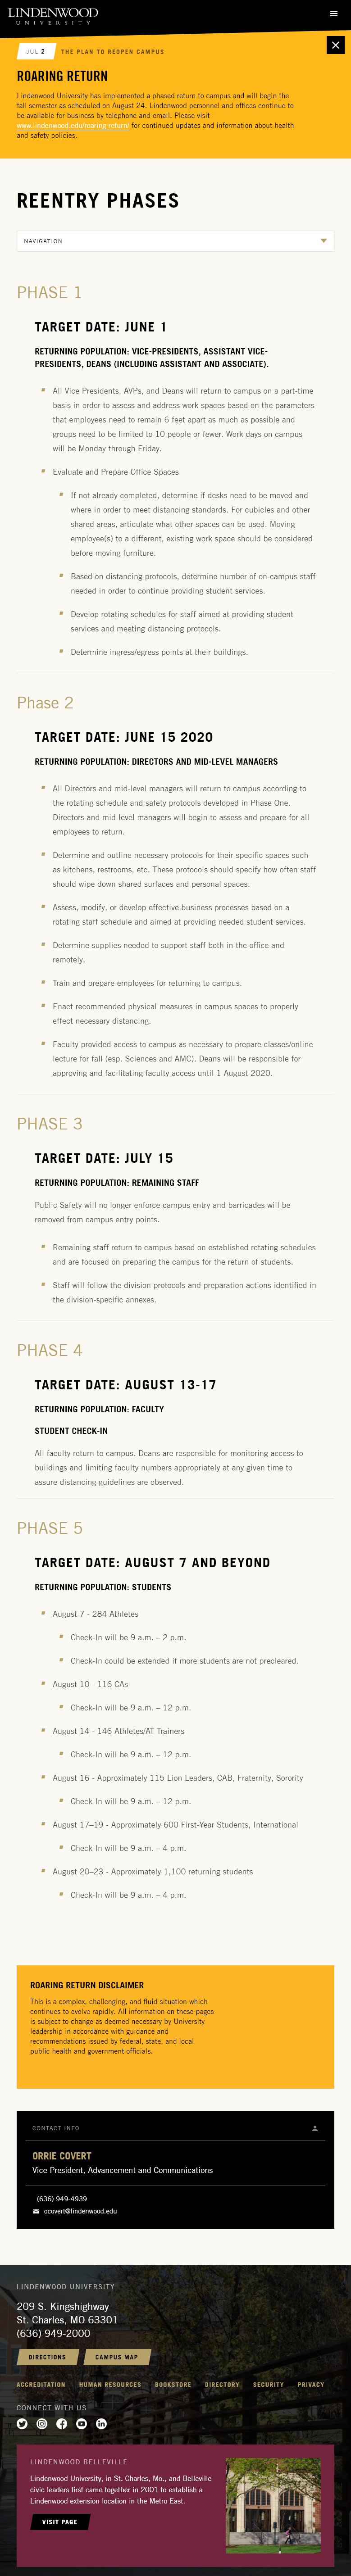 LINDENWOOD
UNIVERSITY
JUL 2
THE PLAN TO REOPEN CAMPUS
ROARING RETURN
Lindenwood University has implemented a phased return to campus and will begin the
fall semester as scheduled on August 24. Lindenwood personnel and offices continue to
be available for business by telephone and email. Please visit
www.lindenwood.edu/roaring-return/ for continued updates and information about health
and safety policies.
REENTRY PHASES
NAVIGATION
PHASE 1
TARGET DATE: JUNE 1
RETURNING POPULATION: VICE-PRESIDENTS, ASSISTANT VICE-
PRESIDENTS, DEANS (INCLUDING ASSISTANT AND ASSOCIATE).
All Vice Presidents, AVPs, and Deans will return to campus on a part-time
basis in order to assess and address work spaces based on the parameters
that employees need to remain 6 feet apart as much as possible and
groups need to be limited to 10 people or fewer. Work days on campus
will be Monday through Friday.
Evaluate and Prepare Office Spaces
If not already completed, determine if desks need to be moved and
where in order to meet distancing standards. For cubicles and other
shared areas, articulate what other spaces can be used. Moving
employee(s) to a different, existing work space should be considered
before moving furniture.
Based on distancing protocols, determine number of on-campus staff
needed in order to continue providing student services.
Develop rotating schedules for staff aimed at providing student
services and meeting distancing protocols.
Determine ingress/egress points at their buildings.
Phase 2
TARGET DATE: JUNE 15 2020
RETURNING POPULATION: DIRECTORS AND MID-LEVEL MANAGERS
All Directors and mid-level managers will return to campus according to
the rotating schedule and safety protocols developed in Phase One.
Directors and mid-level managers will begin to assess and prepare for all
employees to return.
Determine and outline necessary protocols for their specific spaces such
as kitchens, restrooms, etc. These protocols should specify how often staff
should wipe down shared surfaces and personal spaces.
Assess, modify, or develop effective business processes based on a
rotating staff schedule and aimed at providing needed student services.
Determine supplies needed to support staff both in the office and
remotely.
Train and prepare employees for returning to campus.
Enact recommended physical measures in campus spaces to properly
effect necessary distancing.
Faculty provided access to campus as necessary to prepare classes/online
lecture for fall (esp. Sciences and AMC). Deans will be responsible for
approving and facilitating faculty access until 1 August 2020.
PHASE 3
TARGET DATE: JULY 15
RETURNING POPULATION: REMAINING STAFF
Public Safety will no longer enforce campus entry and barricades will be
removed from campus entry points.
Remaining staff return to campus based on established rotating schedules
and are focused on preparing the campus for the return of students.
Staff will follow the division protocols and preparation actions identified in
the division-specific annexes.
PHASE 4
TARGET DATE: AUGUST 13-17
RETURNING POPULATION: FACULTY
STUDENT CHECK-IN
All faculty return to campus. Deans are responsible for monitoring access to
buildings and limiting faculty numbers appropriately at any given time to
assure distancing guidelines are observed.
PHASE 5
TARGET DATE: AUGUST 7 AND BEYOND
RETURNING POPULATION: STUDENTS
August 7 - 284 Athletes
Check-In will be 9 a.m. – 2 p.m.
Check-In could be extended if more students are not precleared.
August 10 - 116 CAs
Check-In will be 9 a.m. – 12 p.m.
August 14 - 146 Athletes/AT Trainers
Check-In will be 9 a.m. – 12 p.m.
August 16 - Approximately 115 Lion Leaders, CAB, Fraternity, Sorority
Check-In will be 9 a.m. – 12 p.m.
August 17–19 - Approximately 600 First-Year Students, International
Check-In will be 9 a.m. – 4 p.m.
August 20–23 - Approximately 1,100 returning students
Check-In will be 9 a.m. – 4 p.m.
ROARING RETURN DISCLAIMER
This is a complex, challenging, and fluid situation which
continues to evolve rapidly. All information on these pages
is subject to change as deemed necessary by University
leadership in accordance with guidance and
recommendations issued by federal, state, and local
public health and government officials.
CONTACT INFO
ORRIE COVERT
Vice President, Advancement and Communications
(636) 949-4939
ocovert@lindenwood.edu
LINDENWOOD UNIVERSITY
209 S. Kingshighway
St. Charles, MO 63301
(636) 949-2000
DIRECTIONS
CAMPUS MAP
ACCREDITATION HUMAN RESOURCES BOOKSTORE DIRECTORY SECURITY PRIVACY
CONNECT WITH US
LINDENWOOD BELLEVILLE
Lindenwood University, in St. Charles, Mo., and Belleville
civic leaders first came together in 2001 to establish a
Lindenwood extension location in the Metro East.
VISIT PAGE